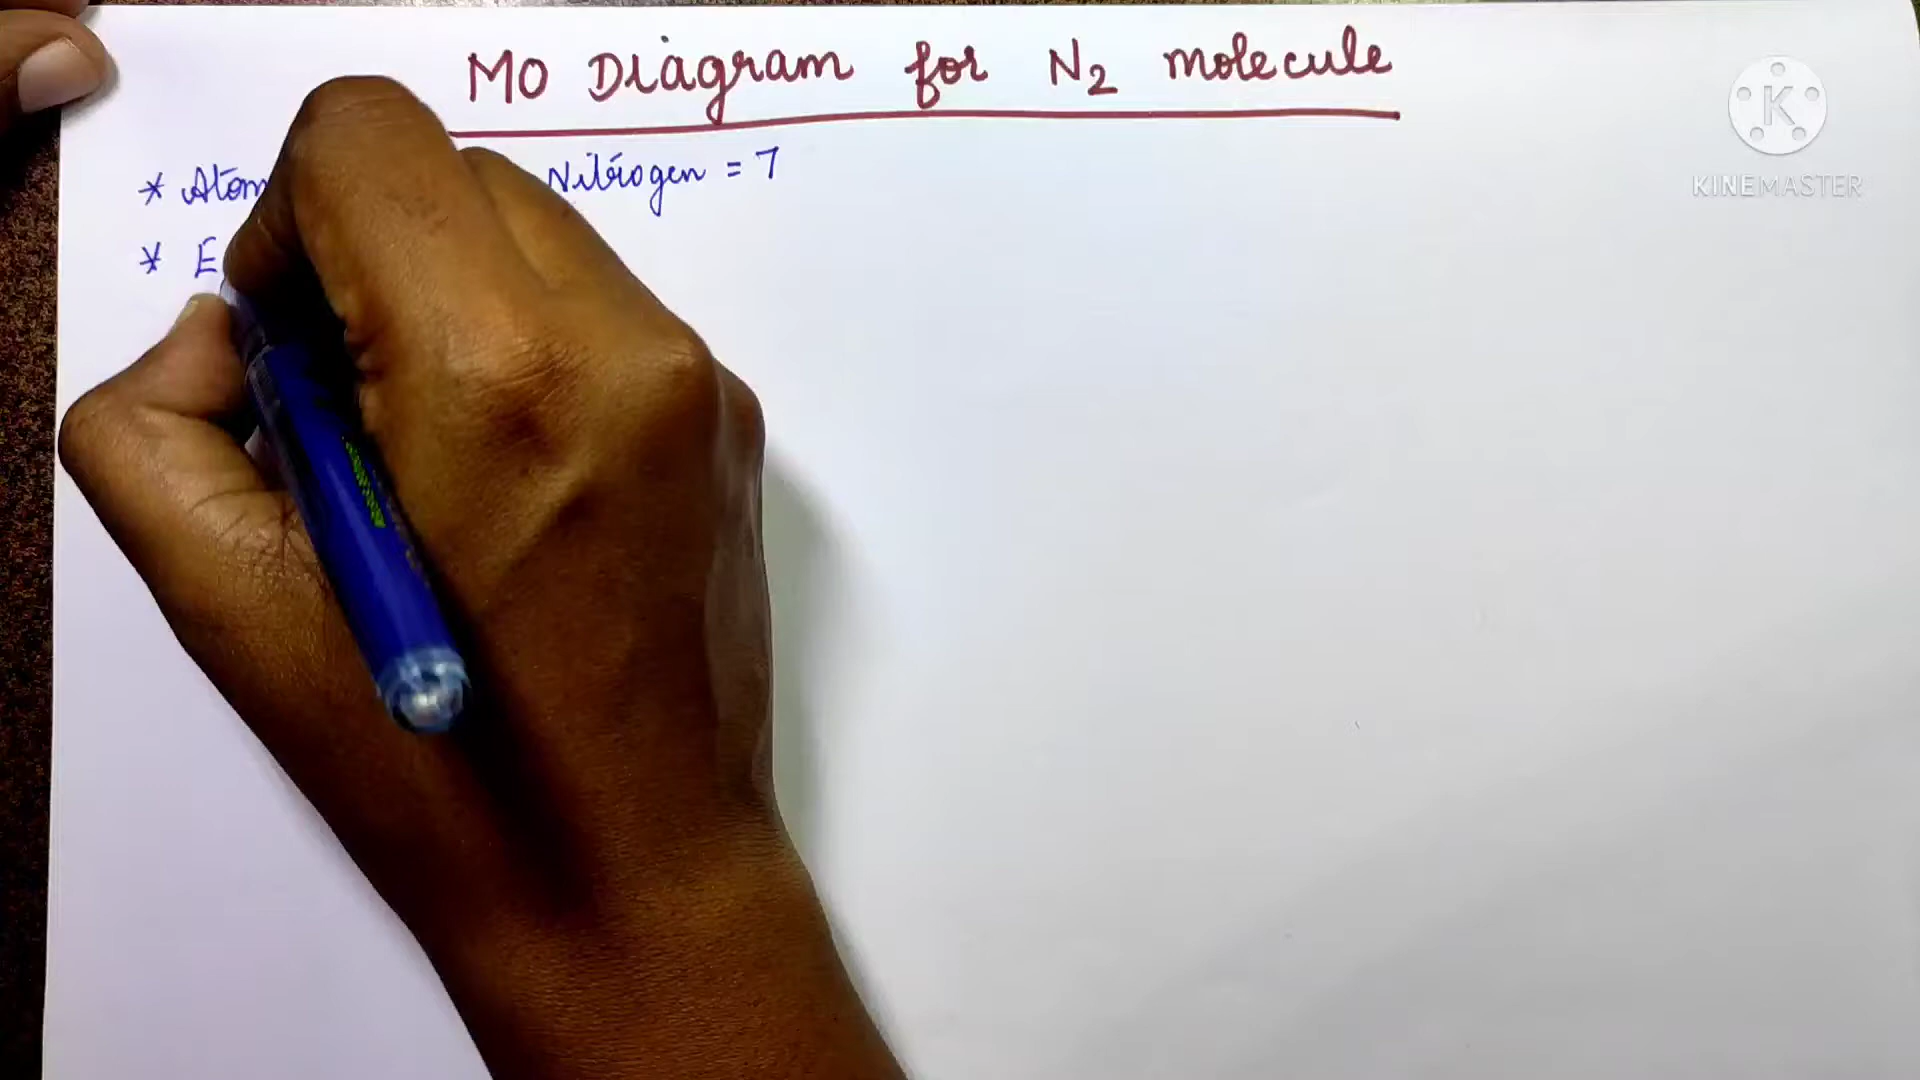 MO Diagram for N2 molecule
* Atom Nitrogen = 7
* E
K
KINEMASTER